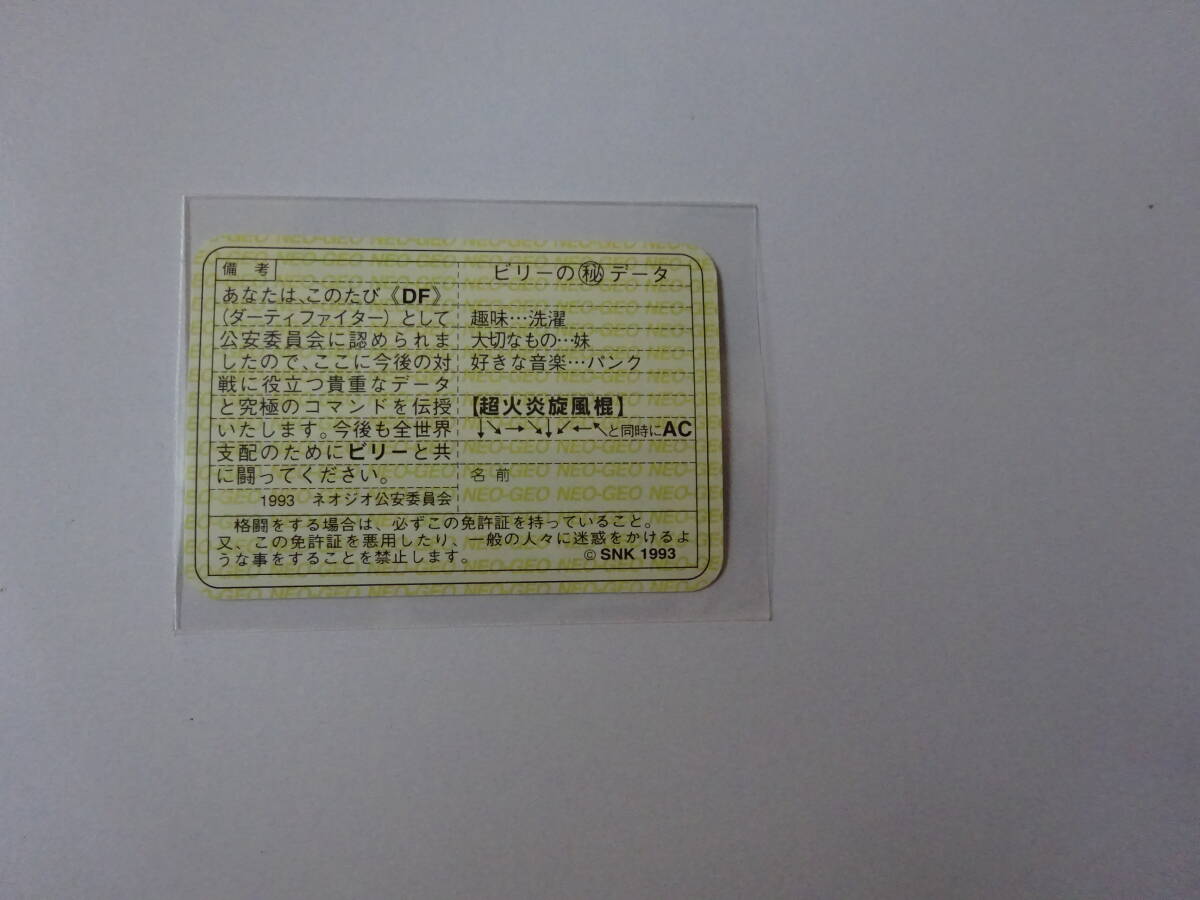 備考
あなたは、このたび《DF》
（ダーティファイター）として
公安委員会に認められま
したので、ここに今後の対
戦に役立つ貴重なデータ
と究極のコマンドを伝授
いたします。今後も全世界
支配のためにビリーと共
に闘ってください。
1993 ネオジオ公安委員会
ビリーの㊙データ
趣味…洗濯
大切なもの…妹
好きな音楽…パンク
【超火炎旋風棍】
↓↘→↘↓↙←↖と同時にAC
名前
格闘をする場合は、必ずこの免許証を持っていること。
又、この免許証を悪用したり、一般の人々に迷惑をかけるよ
うな事をすることを禁止します。
© SNK 1993
NEO-GEO NEO-GEO NEO-GEO